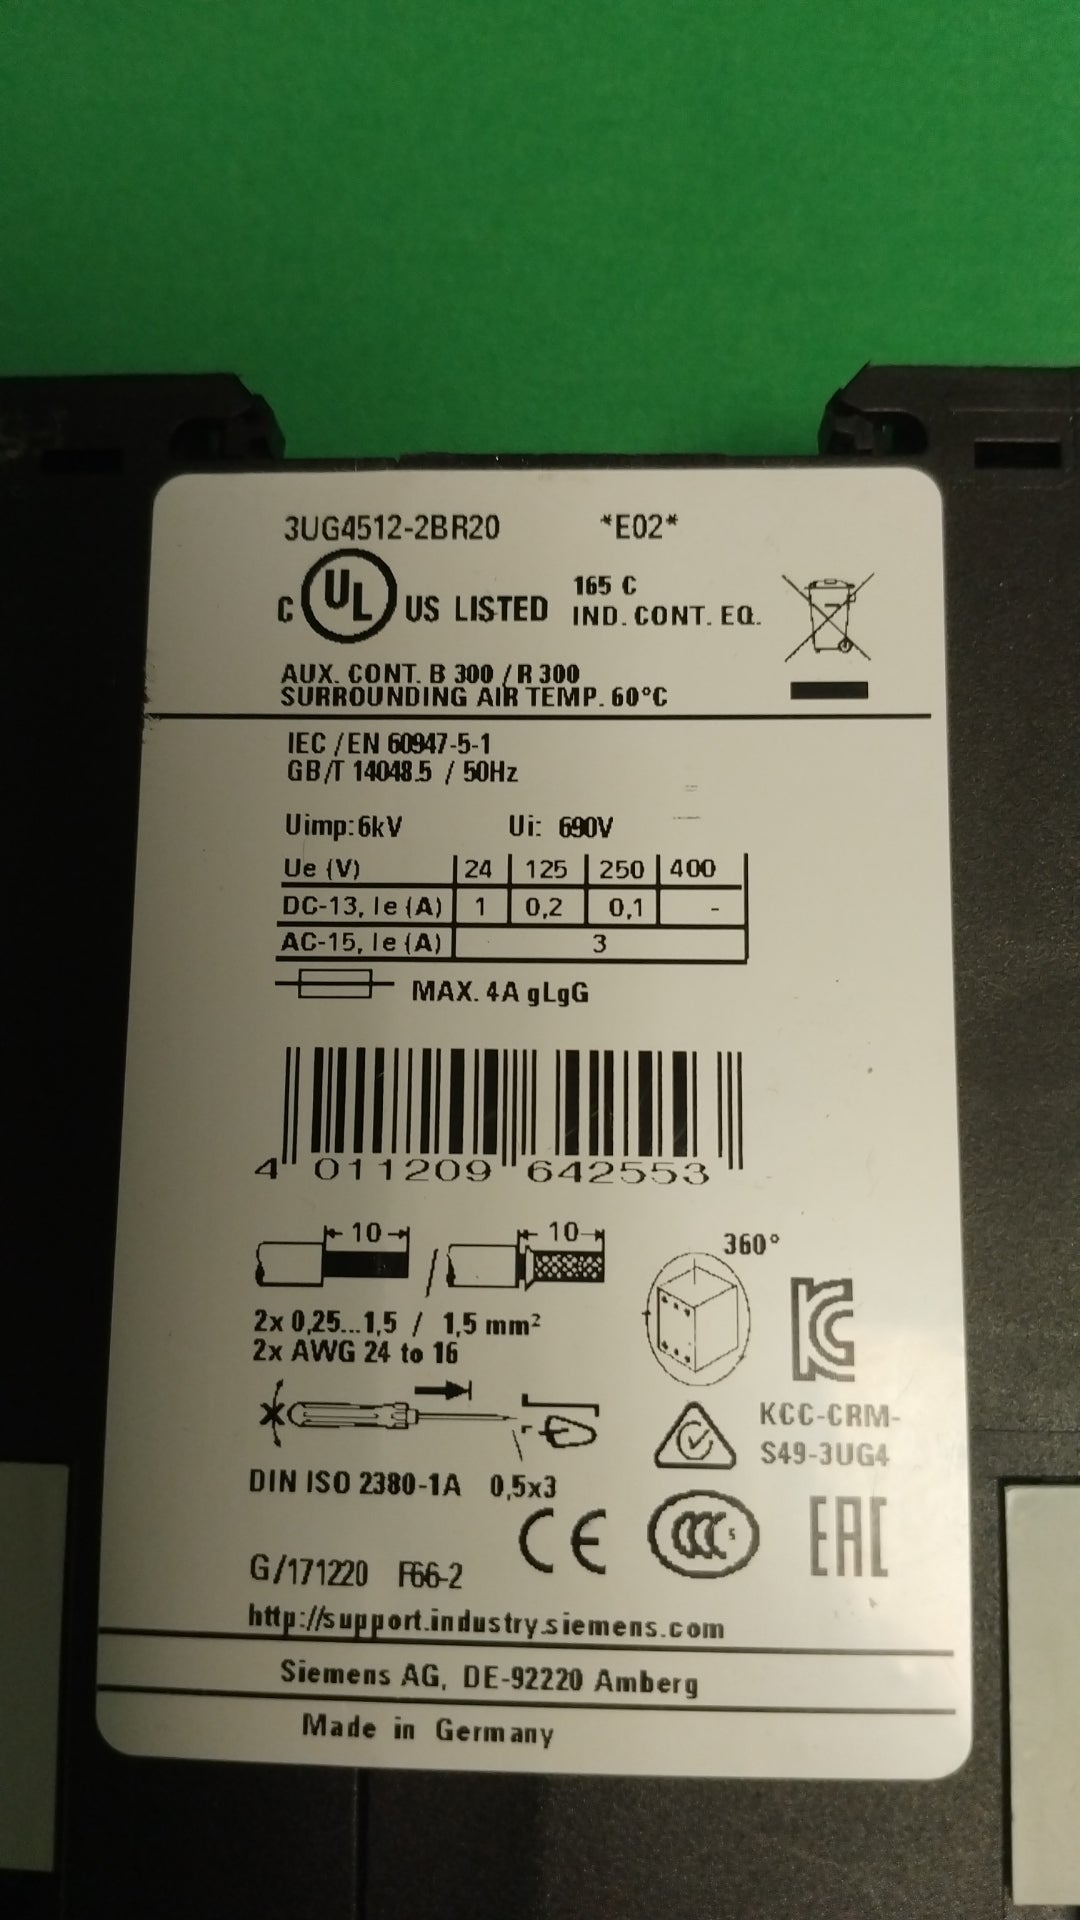 3UG4512-2BR20 *E02*
C UL US LISTED 165 C
IND. CONT. EQ.
AUX. CONT. B 300 / R 300
SURROUNDING AIR TEMP. 60°C
IEC / EN 60947-5-1
GB/T 14048.5 / 50Hz
Uimp: 6kV Ui: 690V
Ue (V) 24 125 250 400
DC-13, Ie (A) 1 0,2 0,1 -
AC-15, Ie (A) 3
MAX. 4A gLgG
4 011209 642553
10 / 10
360°
2x 0,25...1,5 / 1,5 mm²
2x AWG 24 to 16
KCC-CRM-
S49-3UG4
DIN ISO 2380-1A 0,5x3
CE CCC S EAC
G/171220 F66-2
http://support.industry.siemens.com
Siemens AG, DE-92220 Amberg
Made in Germany